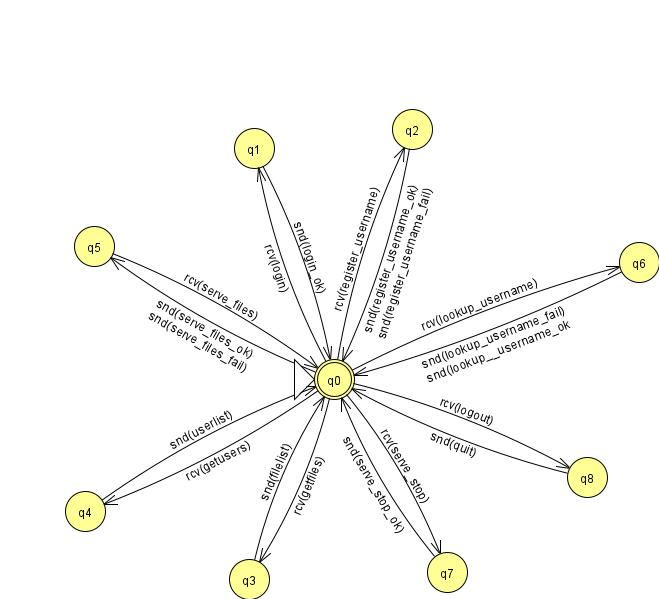 q2
q1
rcv(register_username)
snd(register_username_ok)
snd(register_username_fail)
snd(login_ok)
rcv(login)
q5
q6
rcv(serve_files)
snd(serve_files_ok)
snd(serve_files_fail)
rcv(lookup_username)
snd(lookup_username_fail)
snd(lookup__username_ok
q0
snd(userlist)
rcv(getusers)
rcv(logout)
snd(quit)
snd(filelist)
rcv(getfiles)
rcv(serve_stop)
snd(serve_stop_ok)
q8
q4
q7
q3